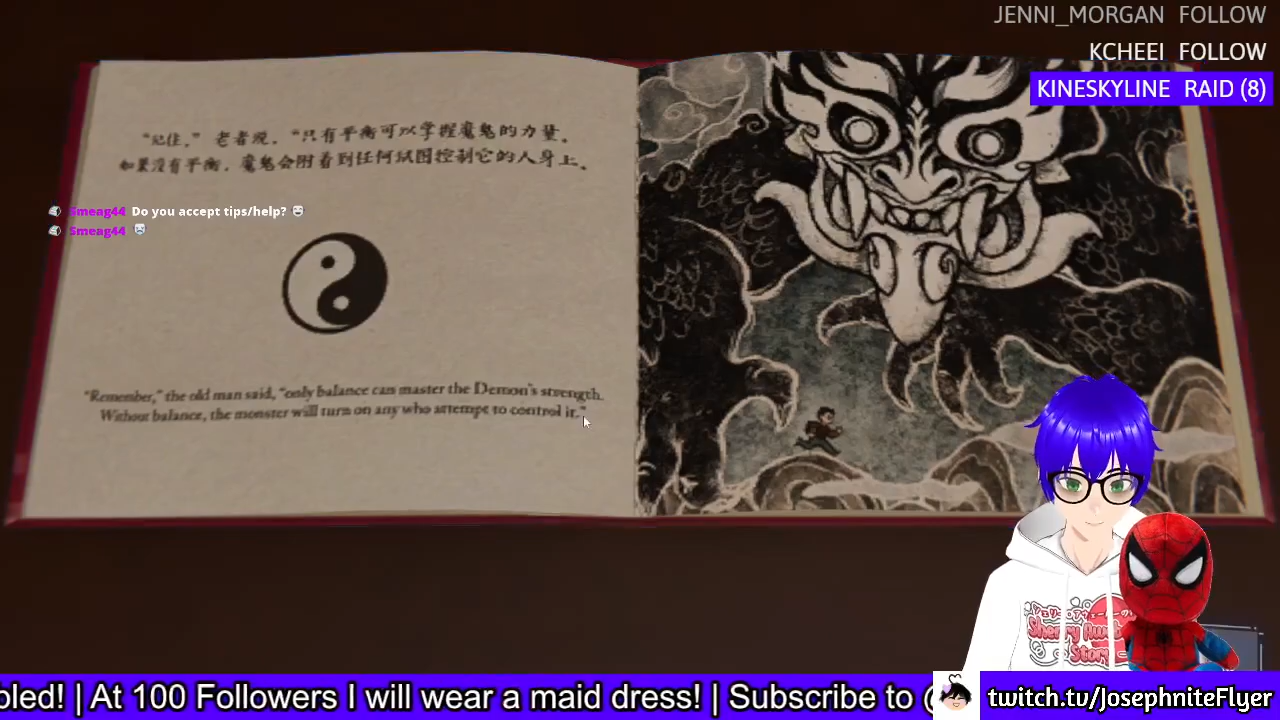 JENNI_MORGAN FOLLOW
KCHEEI FOLLOW
KINESKYLINE RAID (8)
“记住，”老者说，“只有平衡可以掌握魔鬼的力量。
如果没有平衡，魔鬼会附着到任何试图控制它的人身上。
Smeag44 Do you accept tips/help?
Smeag44
“Remember,” the old man said, “only balance can master the Demon's strength.
Without balance, the monster will turn on any who attempt to control it.”
Sherry
Story
bled! | At 100 Followers I will wear a maid dress! | Subscribe to
twitch.tv/JosephniteFlyer